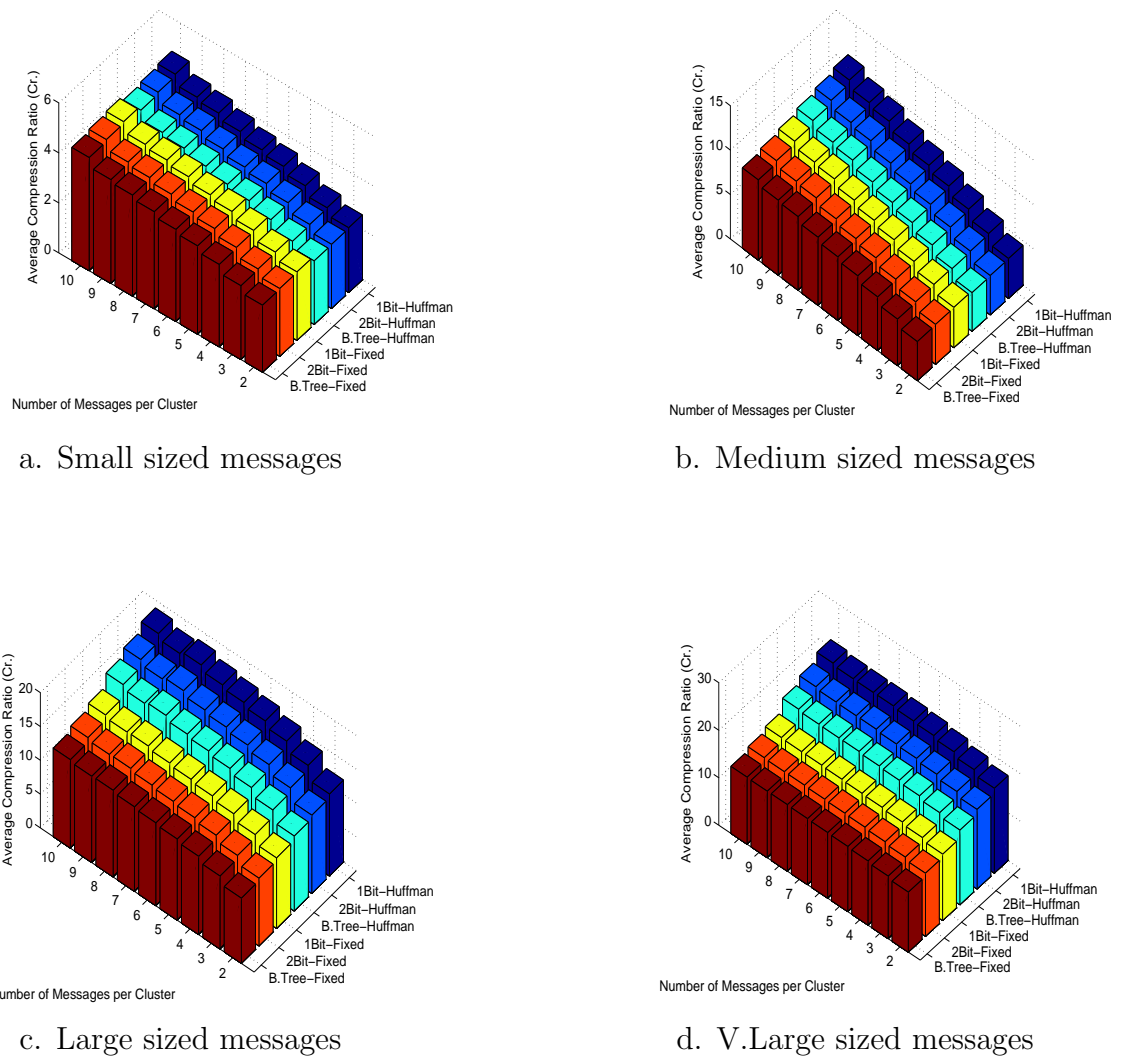 6
4
2
0
Average Compression Ratio (Cr.)
10
9
8
7
6
5
4
3
2
1Bit−Huffman
2Bit−Huffman
B.Tree−Huffman
1Bit−Fixed
2Bit−Fixed
B.Tree−Fixed
Number of Messages per Cluster
a. Small sized messages
15
10
5
0
Average Compression Ratio (Cr.)
10
9
8
7
6
5
4
3
2
1Bit−Huffman
2Bit−Huffman
B.Tree−Huffman
1Bit−Fixed
2Bit−Fixed
B.Tree−Fixed
Number of Messages per Cluster
b. Medium sized messages
20
15
10
5
0
Average Compression Ratio (Cr.)
10
9
8
7
6
5
4
3
2
1Bit−Huffman
2Bit−Huffman
B.Tree−Huffman
1Bit−Fixed
2Bit−Fixed
B.Tree−Fixed
umber of Messages per Cluster
c. Large sized messages
30
20
10
0
Average Compression Ratio (Cr.)
10
9
8
7
6
5
4
3
2
1Bit−Huffman
2Bit−Huffman
B.Tree−Huffman
1Bit−Fixed
2Bit−Fixed
B.Tree−Fixed
Number of Messages per Cluster
d. V.Large sized messages